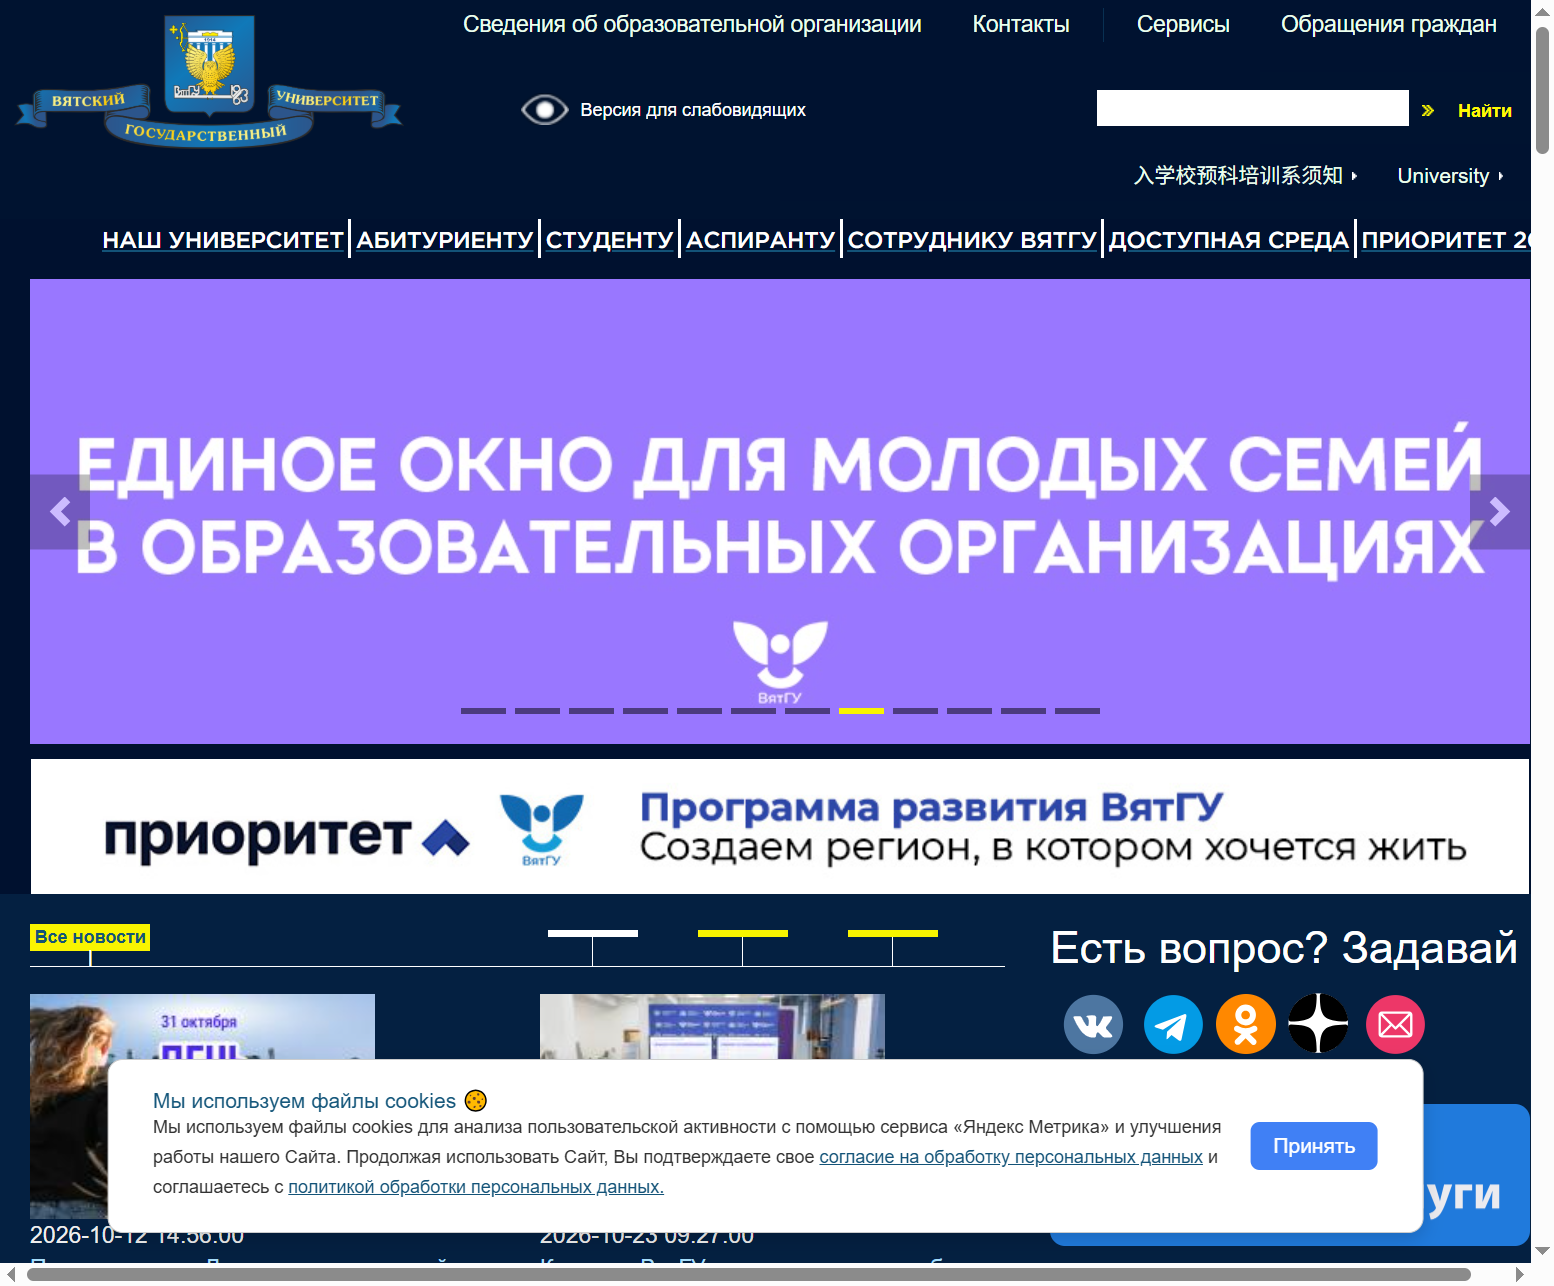 Сведения об образовательной организации Контакты Сервисы Обращения граждан
1914
ВятГУ
ВЯТСКИЙ ГОСУДАРСТВЕННЫЙ УНИВЕРСИТЕТ
Версия для слабовидящих
Найти
入学校预科培训系须知 University
НАШ УНИВЕРСИТЕТ АБИТУРИЕНТУ СТУДЕНТУ АСПИРАНТУ СОТРУДНИКУ ВЯТГУ ДОСТУПНАЯ СРЕДА ПРИОРИТЕТ
ЕДИНОЕ ОКНО ДЛЯ МОЛОДЫХ СЕМЕЙ
В ОБРАЗОВАТЕЛЬНЫХ ОРГАНИЗАЦИЯХ
ВятГУ
приоритет ВятГУ
Программа развития ВятГУ
Создаем регион, в котором хочется жить
Все новости
Есть вопрос? Задавай
31 октября
ДЕНЬ
Мы используем файлы cookies
Мы используем файлы cookies для анализа пользовательской активности с помощью сервиса «Яндекс Метрика» и улучшения
работы нашего Сайта. Продолжая использовать Сайт, Вы подтверждаете свое согласие на обработку персональных данных и
соглашаетесь с политикой обработки персональных данных.
Принять
2026-10-12 14:56:00
2026-10-23 09:27:00